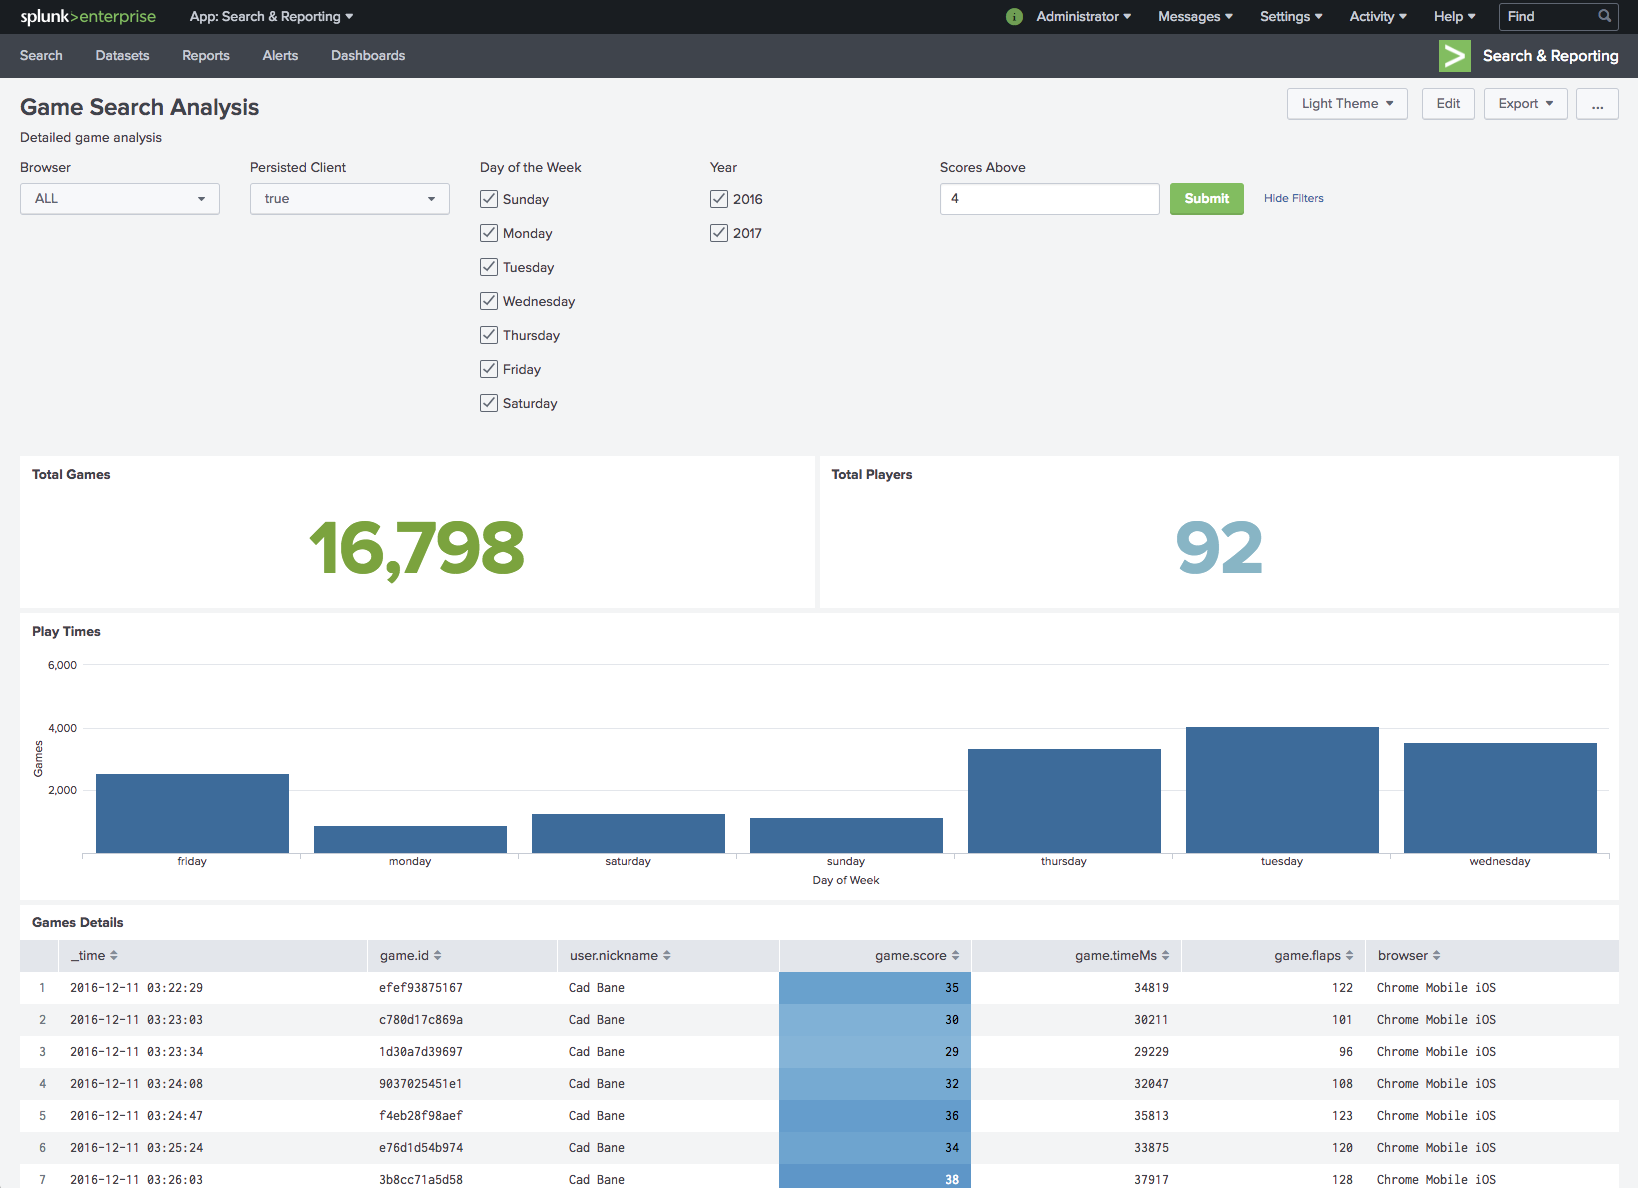 splunk>enterprise App: Search & Reporting i Administrator Messages Settings Activity Help Find
Search Datasets Reports Alerts Dashboards Search & Reporting
Game Search Analysis Light Theme Edit Export ...
Detailed game analysis
Browser Persisted Client Day of the Week Year Scores Above
ALL true Sunday 2016 4 Submit Hide Filters
Monday 2017
Tuesday
Wednesday
Thursday
Friday
Saturday
Total Games Total Players
16,798 92
Play Times
6,000
4,000
Games
2,000
friday monday saturday sunday thursday tuesday wednesday
Day of Week
Games Details
_time game.id user.nickname game.score game.timeMs game.flaps browser
1 2016-12-11 03:22:29 efef93875167 Cad Bane 35 34819 122 Chrome Mobile iOS
2 2016-12-11 03:23:03 c780d17c869a Cad Bane 30 30211 101 Chrome Mobile iOS
3 2016-12-11 03:23:34 1d30a7d39697 Cad Bane 29 29229 96 Chrome Mobile iOS
4 2016-12-11 03:24:08 9037025451e1 Cad Bane 32 32047 108 Chrome Mobile iOS
5 2016-12-11 03:24:47 f4eb28f98aef Cad Bane 36 35813 123 Chrome Mobile iOS
6 2016-12-11 03:25:24 e76d1d54b974 Cad Bane 34 33875 120 Chrome Mobile iOS
7 2016-12-11 03:26:03 3b8cc71a5d58 Cad Bane 38 37917 128 Chrome Mobile iOS